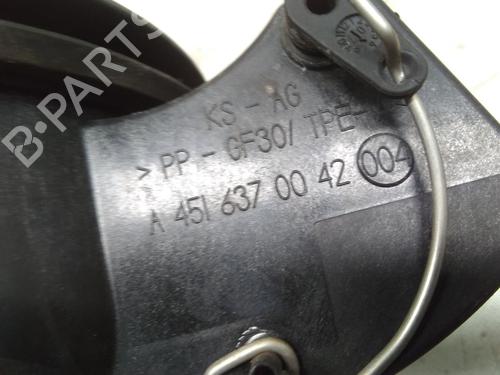 KS - AG
> PP - GF30/ TPE-
A 451 637 00 42 004
B-PARTS